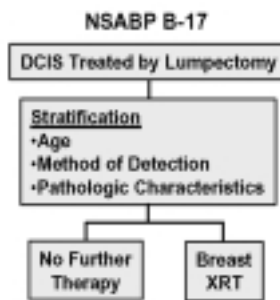 NSABP B-17
DCIS Treated by Lumpectomy
Stratification
•Age
•Method of Detection
•Pathologic Characteristics
No Further
Therapy
Breast
XRT